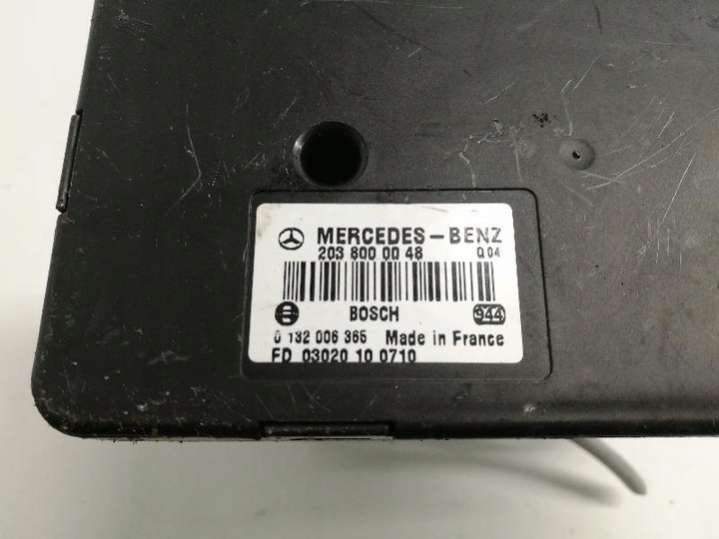 MERCEDES-BENZ
203 800 00 48 Q04
BOSCH 944
0 132 006 365 Made in France
FD 03020 10 0710